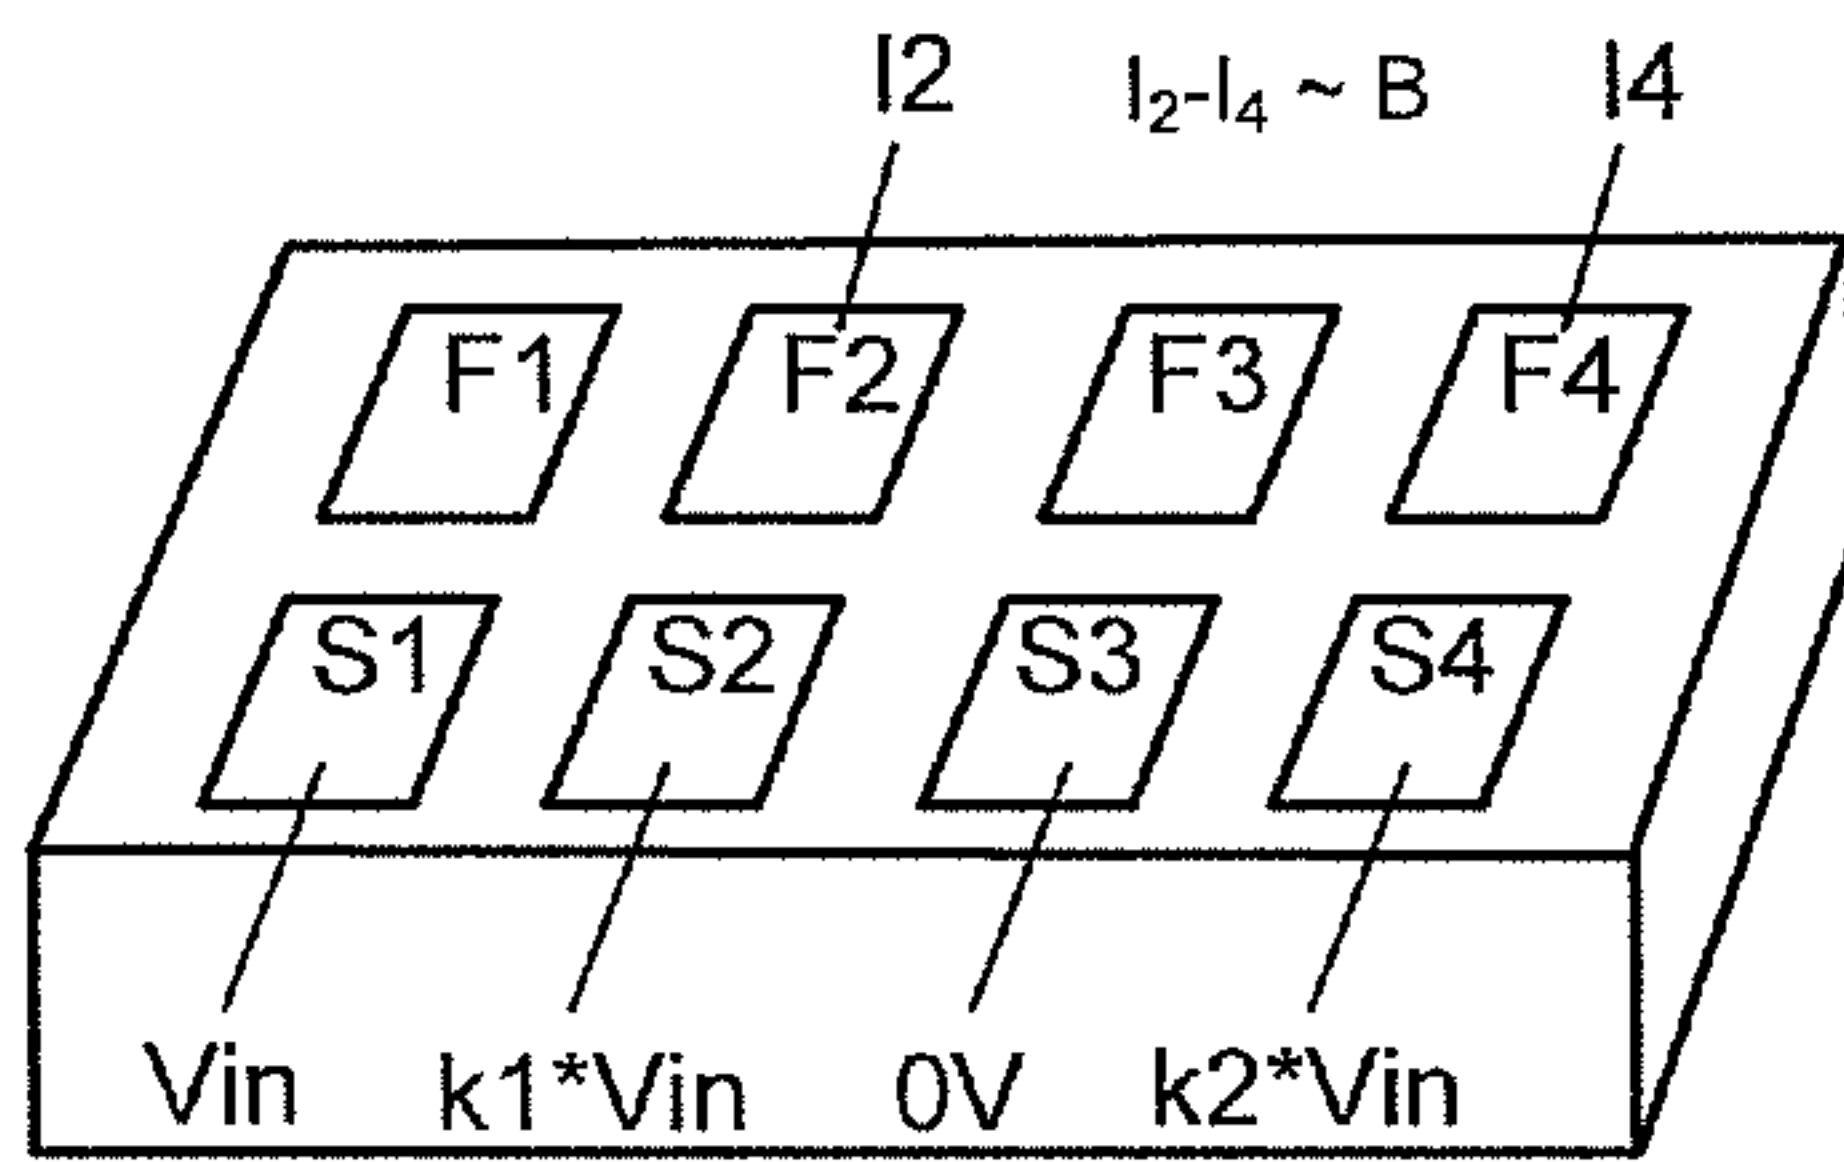 I2 I₂-I₄ ~ B I4
F1 F2 F3 F4
S1 S2 S3 S4
Vin k1*Vin 0V k2*Vin